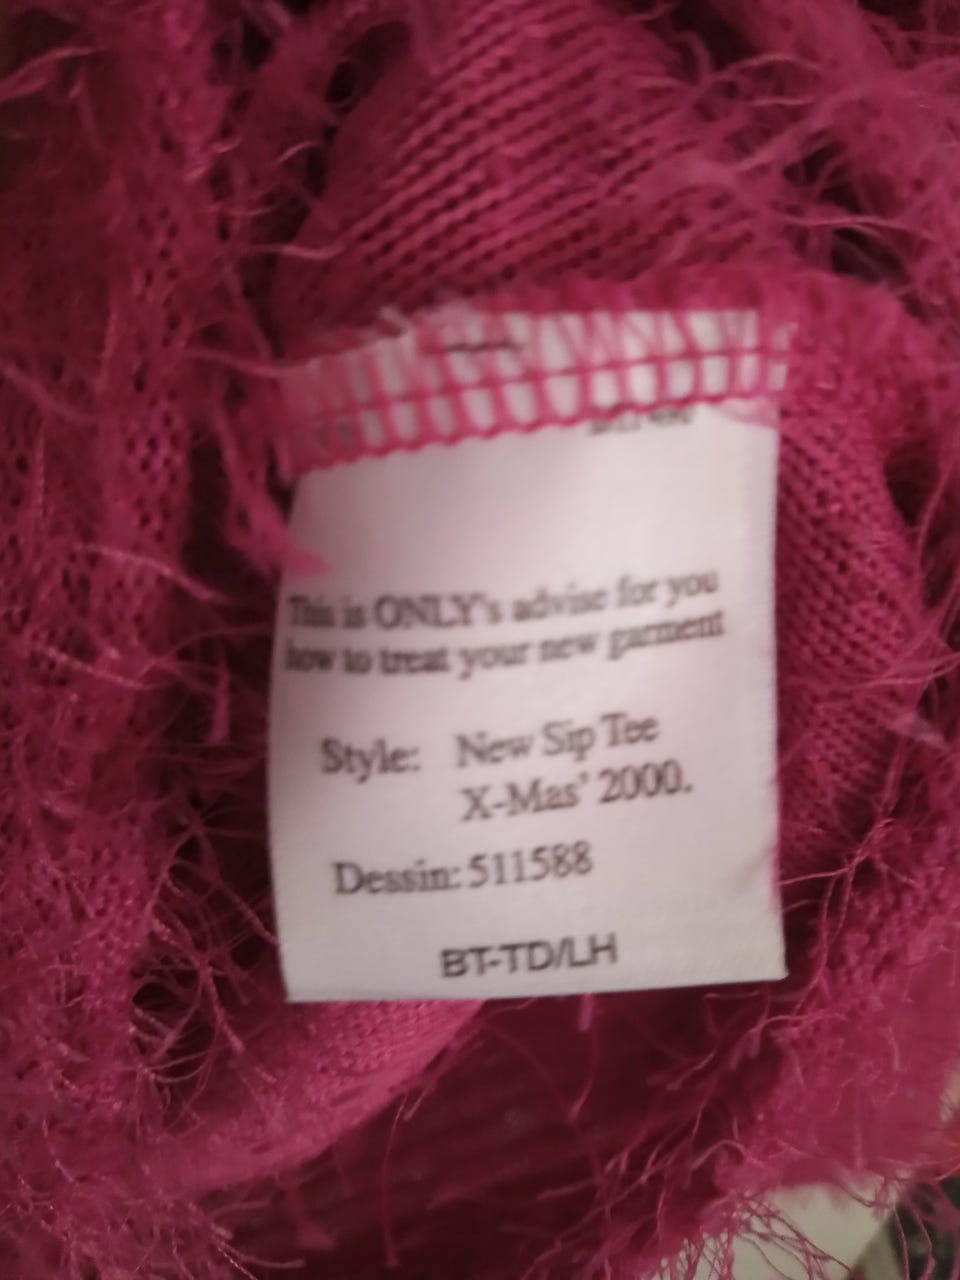 This is ONLY's advise for you
how to treat your new garment
Style: New Sip Tee
X-Mas' 2000.
Dessin: 511588
BT-TD/LH